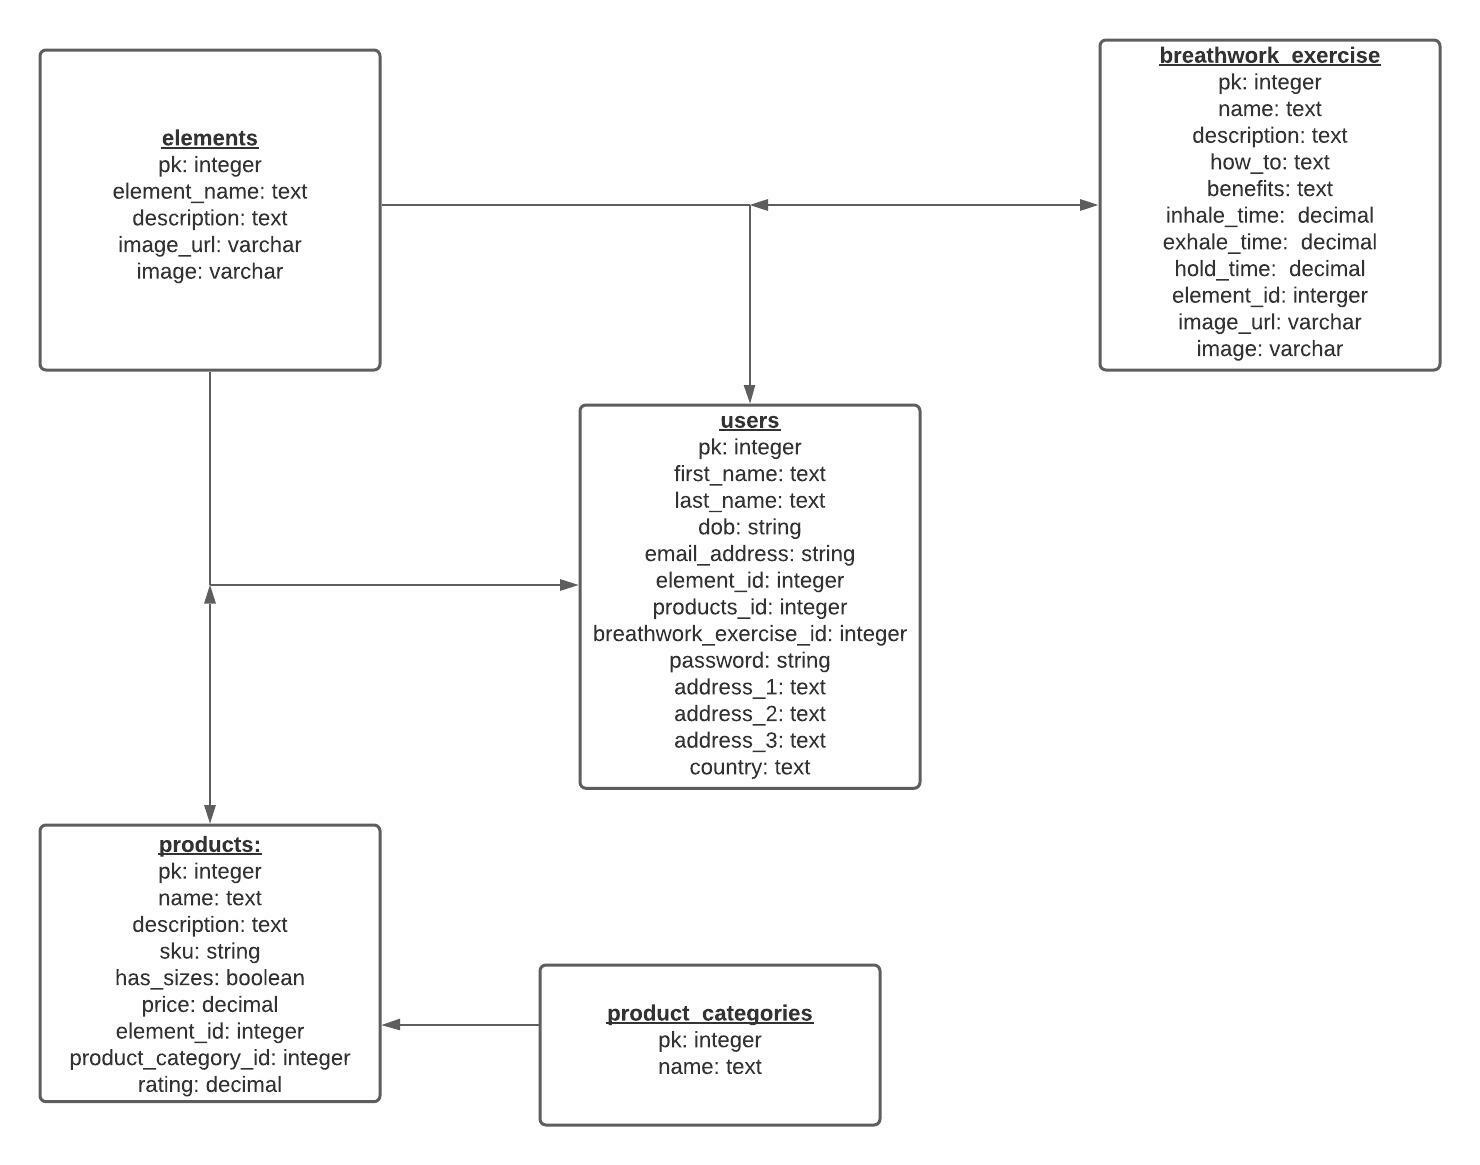 elements
pk: integer
element_name: text
description: text
image_url: varchar
image: varchar
breathwork_exercise
pk: integer
name: text
description: text
how_to: text
benefits: text
inhale_time:  decimal
exhale_time:  decimal
hold_time:  decimal
element_id: interger
image_url: varchar
image: varchar
users
pk: integer
first_name: text
last_name: text
dob: string
email_address: string
element_id: integer
products_id: integer
breathwork_exercise_id: integer
password: string
address_1: text
address_2: text
address_3: text
country: text
products:
pk: integer
name: text
description: text
sku: string
has_sizes: boolean
price: decimal
element_id: integer
product_category_id: integer
rating: decimal
product_categories
pk: integer
name: text